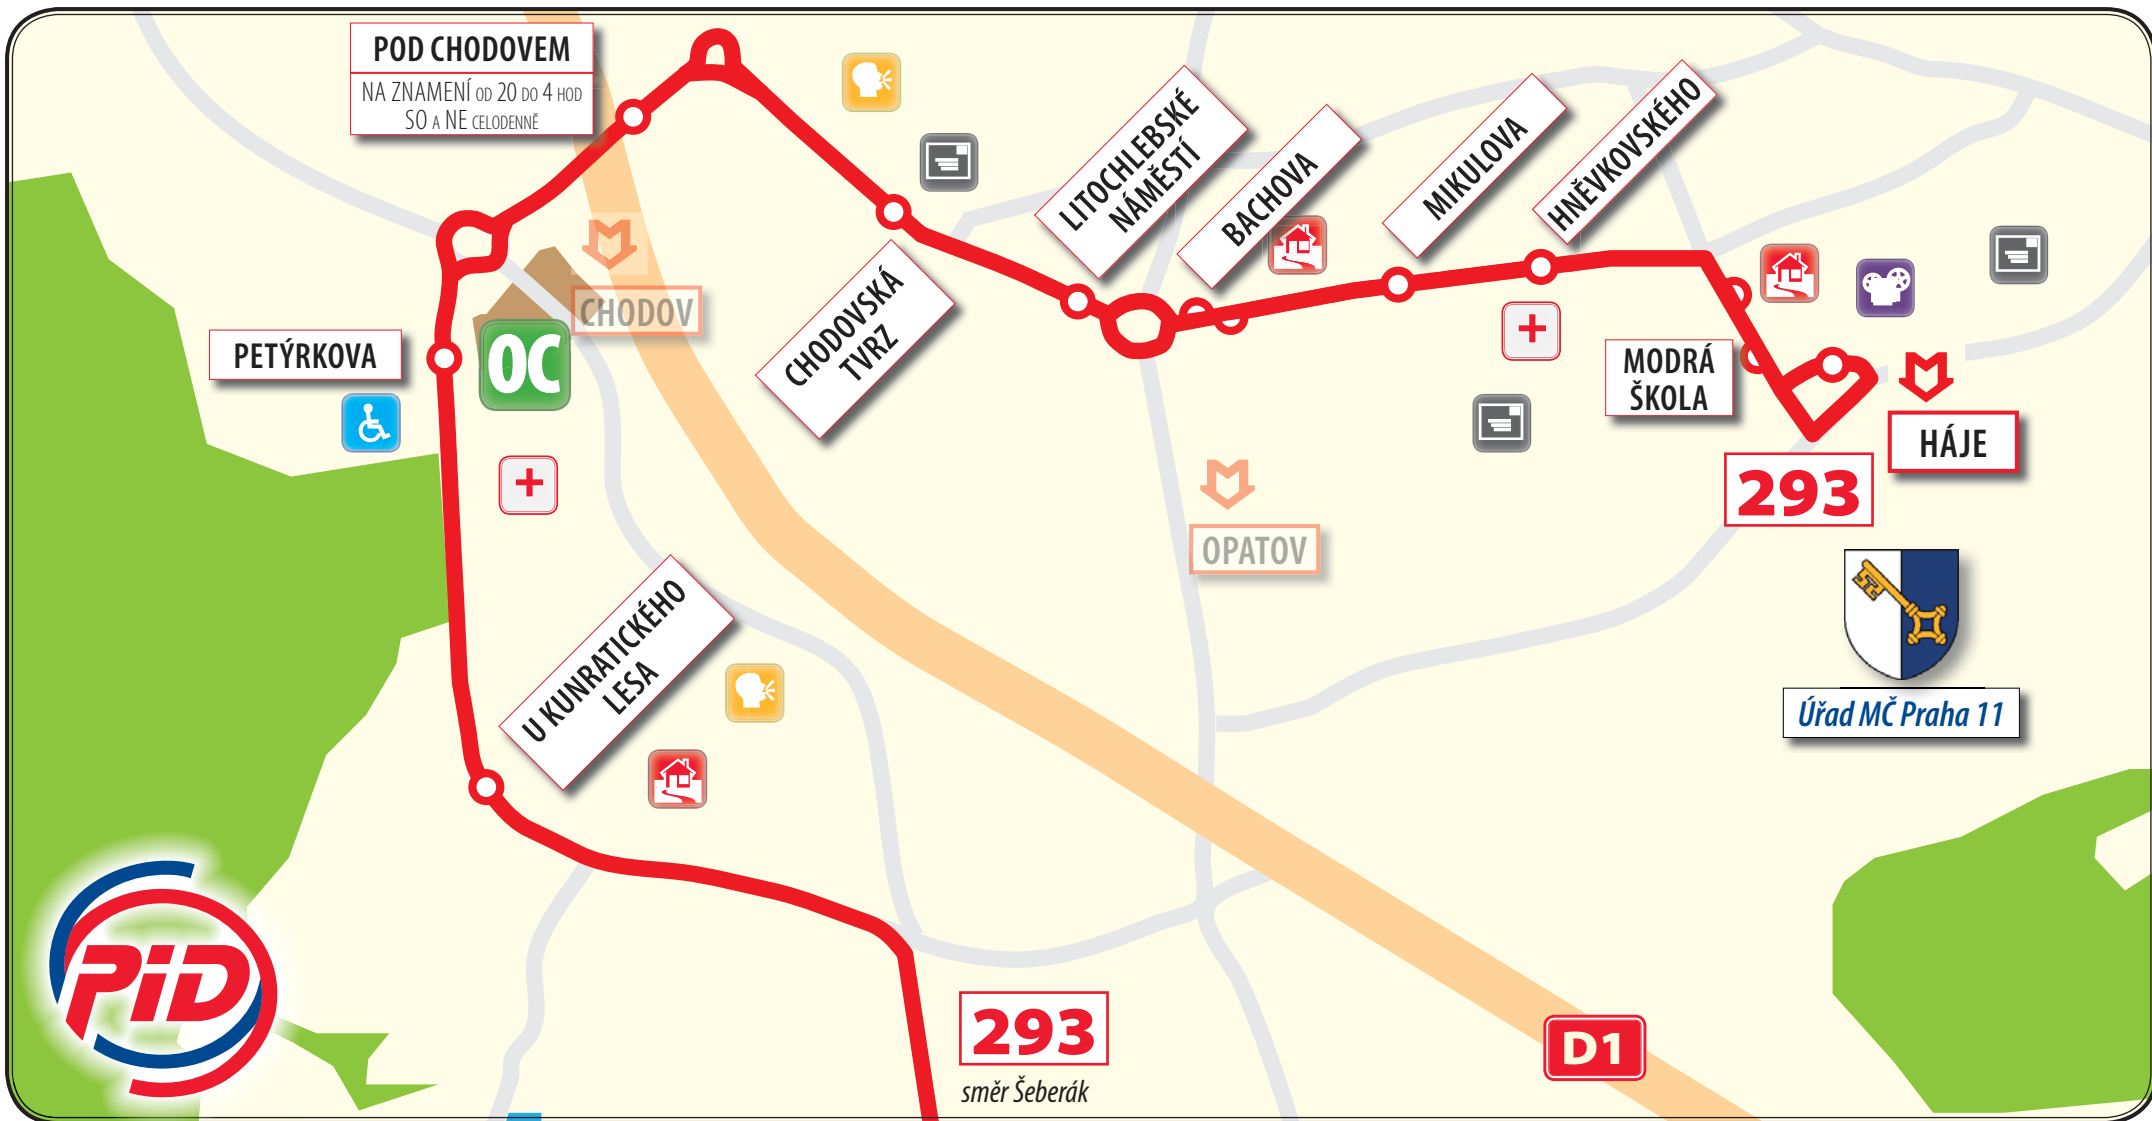 POD CHODOVEM
NA ZNAMENÍ OD 20 DO 4 HOD
SO A NE CELODENNĚ
LITOCHLEBSKÉ
NÁMĚSTÍ
BACHOVA
MIKULOVA
HNĚVKOVSKÉHO
CHODOV
PETÝRKOVA
OC
CHODOVSKÁ
TVRZ
MODRÁ
ŠKOLA
HÁJE
293
OPATOV
U KUNRATICKÉHO
LESA
Úřad MČ Praha 11
PID
293
směr Šeberák
D1